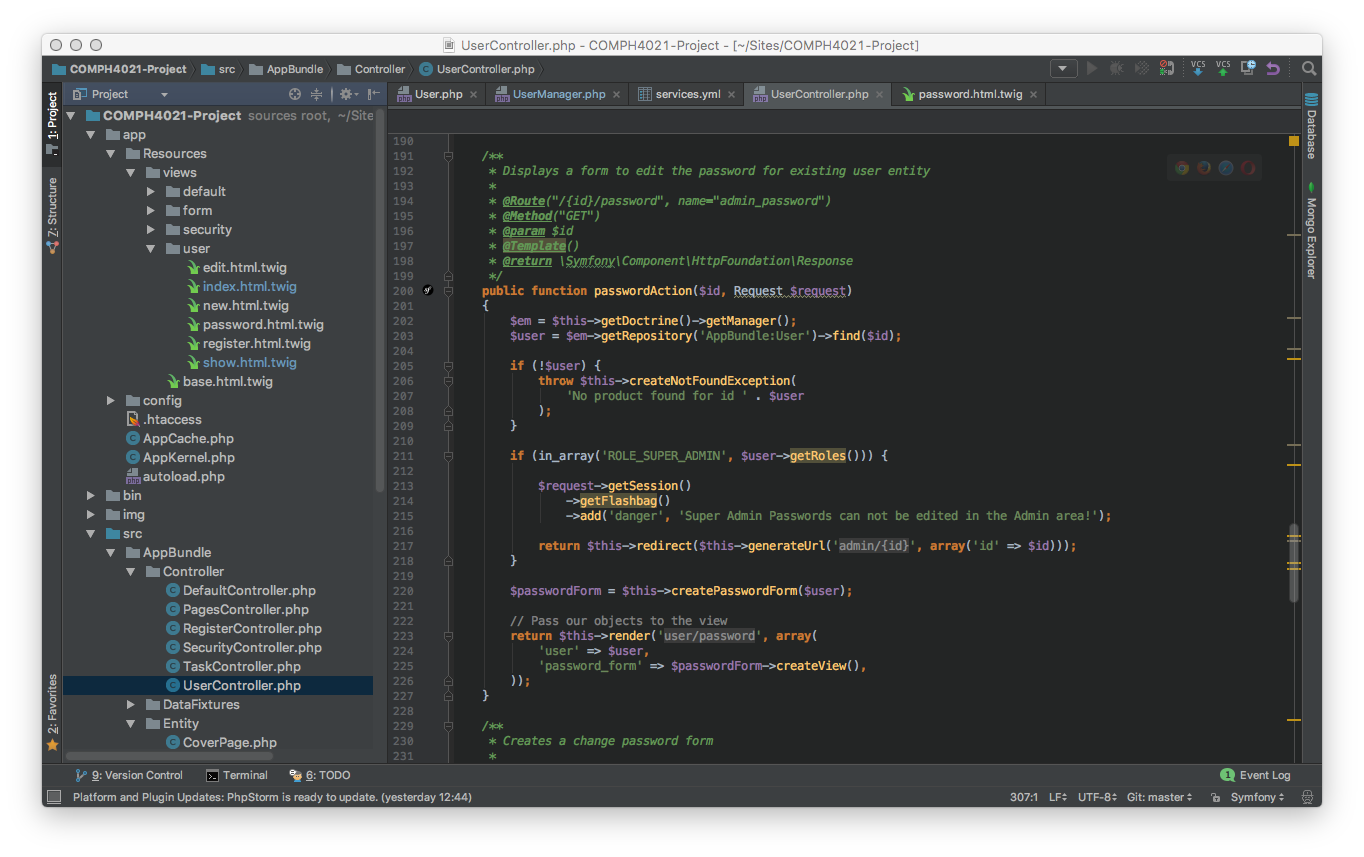 UserController.php - COMPH4021-Project - [~/Sites/COMPH4021-Project]
COMPH4021-Project src AppBundle Controller UserController.php
VCS VCS
Project
User.php UserManager.php services.yml UserController.php password.html.twig
1: Project
Z: Structure
2: Favorites
COMPH4021-Project sources root, ~/Site
app
Resources
views
default
form
security
user
edit.html.twig
index.html.twig
new.html.twig
password.html.twig
register.html.twig
show.html.twig
base.html.twig
config
.htaccess
AppCache.php
AppKernel.php
autoload.php
bin
img
src
AppBundle
Controller
DefaultController.php
PagesController.php
RegisterController.php
SecurityController.php
TaskController.php
UserController.php
DataFixtures
Entity
CoverPage.php
190
191 /**
192 * Displays a form to edit the password for existing user entity
193 *
194 * @Route("/{id}/password", name="admin_password")
195 * @Method("GET")
196 * @param $id
197 * @Template()
198 * @return \Symfony\Component\HttpFoundation\Response
199 */
200 public function passwordAction($id, Request $request)
201 {
202 $em = $this->getDoctrine()->getManager();
203 $user = $em->getRepository('AppBundle:User')->find($id);
204
205 if (!$user) {
206 throw $this->createNotFoundException(
207 'No product found for id ' . $user
208 );
209 }
210
211 if (in_array('ROLE_SUPER_ADMIN', $user->getRoles())) {
212
213 $request->getSession()
214 ->getFlashbag()
215 ->add('danger', 'Super Admin Passwords can not be edited in the Admin area!');
216
217 return $this->redirect($this->generateUrl('admin/{id}', array('id' => $id)));
218 }
219
220 $passwordForm = $this->createPasswordForm($user);
221
222 // Pass our objects to the view
223 return $this->render('user/password', array(
224 'user' => $user,
225 'password_form' => $passwordForm->createView(),
226 ));
227 }
228
229 /**
230 * Creates a change password form
231 *
Database
Mongo Explorer
9: Version Control Terminal 6: TODO 1 Event Log
Platform and Plugin Updates: PhpStorm is ready to update. (yesterday 12:44) 307:1 LF UTF-8 Git: master Symfony